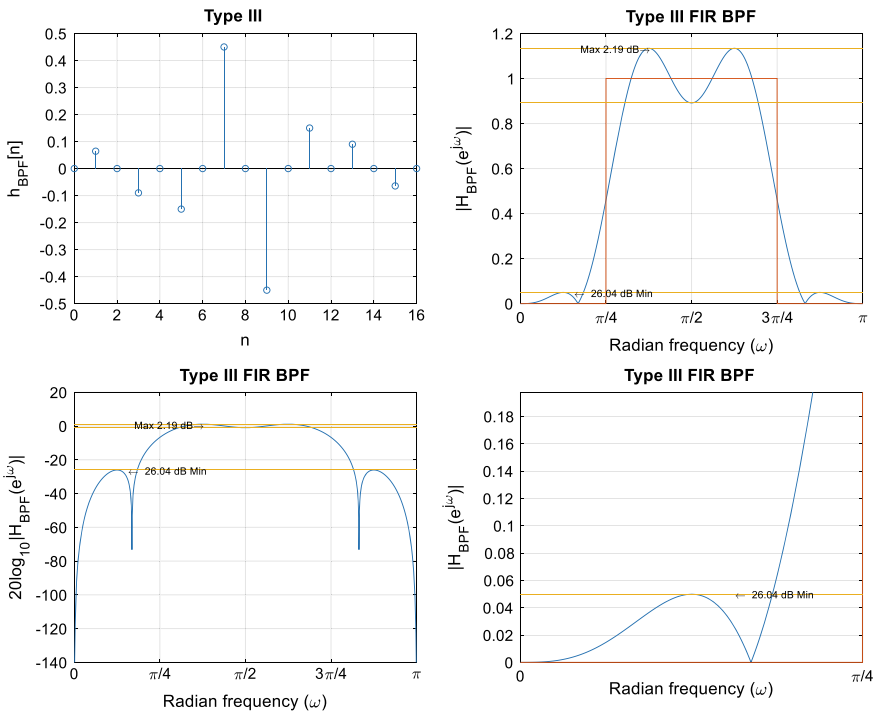 Type III
0.5
0.4
0.3
0.2
0.1
0
-0.1
-0.2
-0.3
-0.4
-0.5
h_BPF[n]
0 2 4 6 8 10 12 14 16
n
Type III FIR BPF
1.2
1
0.8
0.6
0.4
0.2
0
|H_BPF(e^jω)|
Max 2.19 dB→
← 26.04 dB Min
0 π/4 π/2 3π/4 π
Radian frequency (ω)
Type III FIR BPF
20
0
-20
-40
-60
-80
-100
-120
-140
20log_10|H_BPF(e^jω)|
Max 2.19 dB→
← 26.04 dB Min
0 π/4 π/2 3π/4 π
Radian frequency (ω)
Type III FIR BPF
0.18
0.16
0.14
0.12
0.1
0.08
0.06
0.04
0.02
0
|H_BPF(e^jω)|
← 26.04 dB Min
0 π/4
Radian frequency (ω)